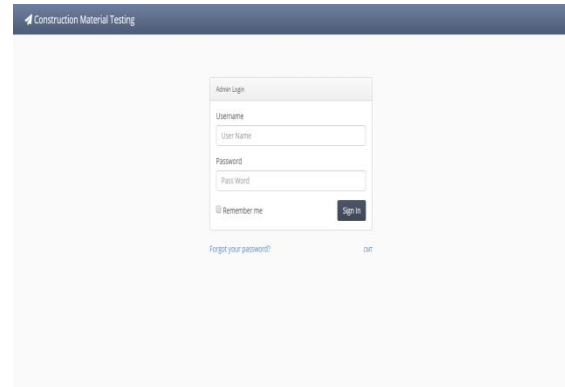 Construction Material Testing
Admin Login
Username
User Name
Password
Pass Word
Remember me
Sign In
Forgot your password?
CMT